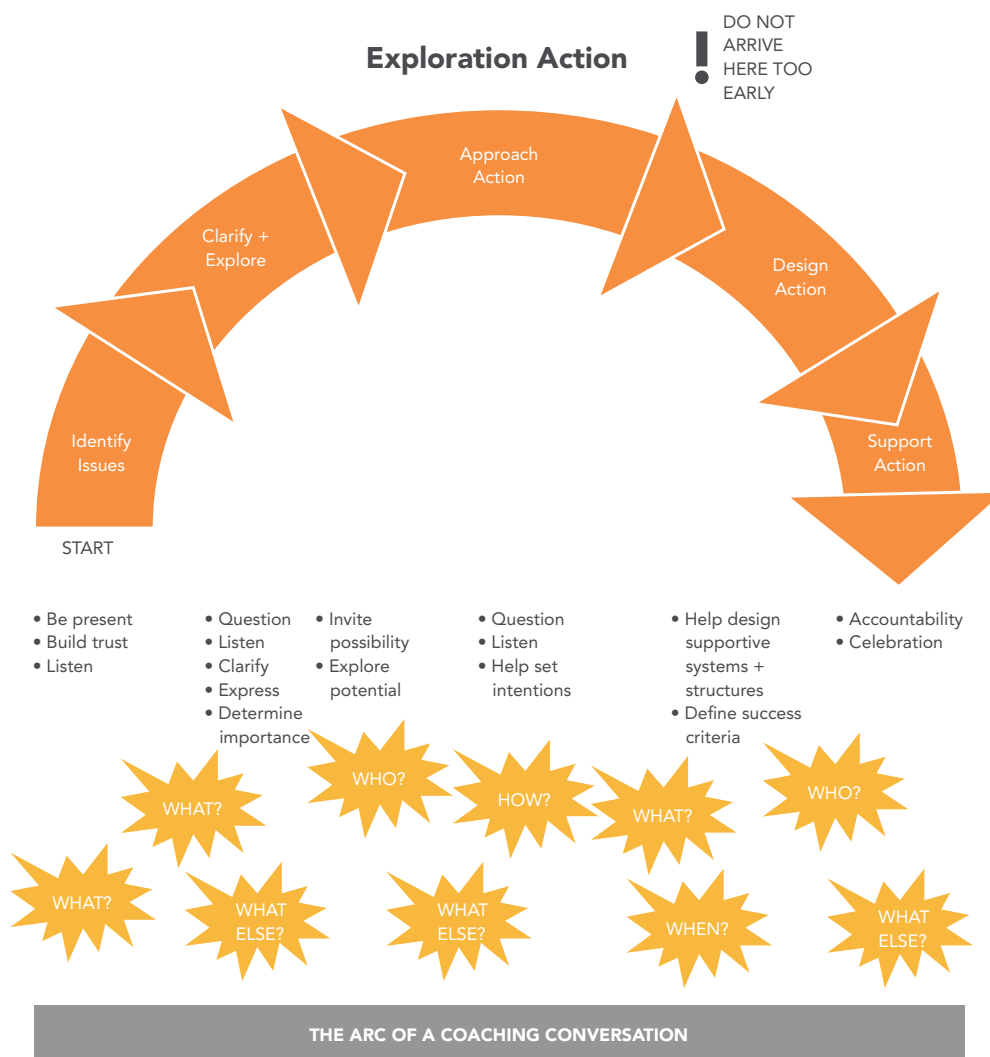 Exploration Action
!
DO NOT
ARRIVE
HERE TOO
EARLY
Approach
Action
Clarify +
Explore
Design
Action
Identify
Issues
Support
Action
START
• Be present
• Build trust
• Listen
• Question
• Listen
• Clarify
• Express
• Determine
importance
• Invite
possibility
• Explore
potential
• Question
• Listen
• Help set
intentions
• Help design
supportive
systems +
structures
• Define success
criteria
• Accountability
• Celebration
WHAT?
WHO?
HOW?
WHAT?
WHO?
WHAT?
WHAT
ELSE?
WHAT
ELSE?
WHEN?
WHAT
ELSE?
THE ARC OF A COACHING CONVERSATION